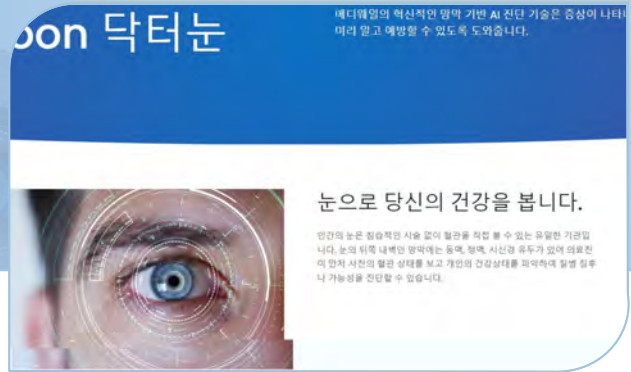 oon 닥터눈
메디웨일의 혁신적인 망막 기반 AI 진단 기술은 증상이 나타나
미리 알고 예방할 수 있도록 도와줍니다.
눈으로 당신의 건강을 봅니다.
인간의 눈은 침습적인 시술 없이 혈관을 직접 볼 수 있는 유일한 기관입
니다. 눈의 뒤쪽 내벽인 망막에는 동맥, 정맥, 시신경 유두가 있어 의료진
이 안저 사진의 혈관 상태를 보고 개인의 건강상태를 파악하여 질병 징후
나 가능성을 진단할 수 있습니다.